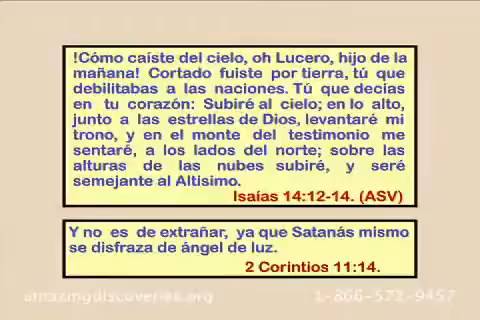 !Cómo caíste del cielo, oh Lucero, hijo de la
mañana! Cortado fuiste por tierra, tú que
debilitabas a las naciones. Tú que decías
en tu corazón: Subiré al cielo; en lo alto,
junto a las estrellas de Dios, levantaré mi
trono, y en el monte del testimonio me
sentaré, a los lados del norte; sobre las
alturas de las nubes subiré, y seré
semejante al Altisimo.
Isaías 14:12-14. (ASV)
Y no es de extrañar, ya que Satanás mismo
se disfraza de ángel de luz.
2 Corintios 11:14.
amazingdiscoveries.org 1-866-572-9457